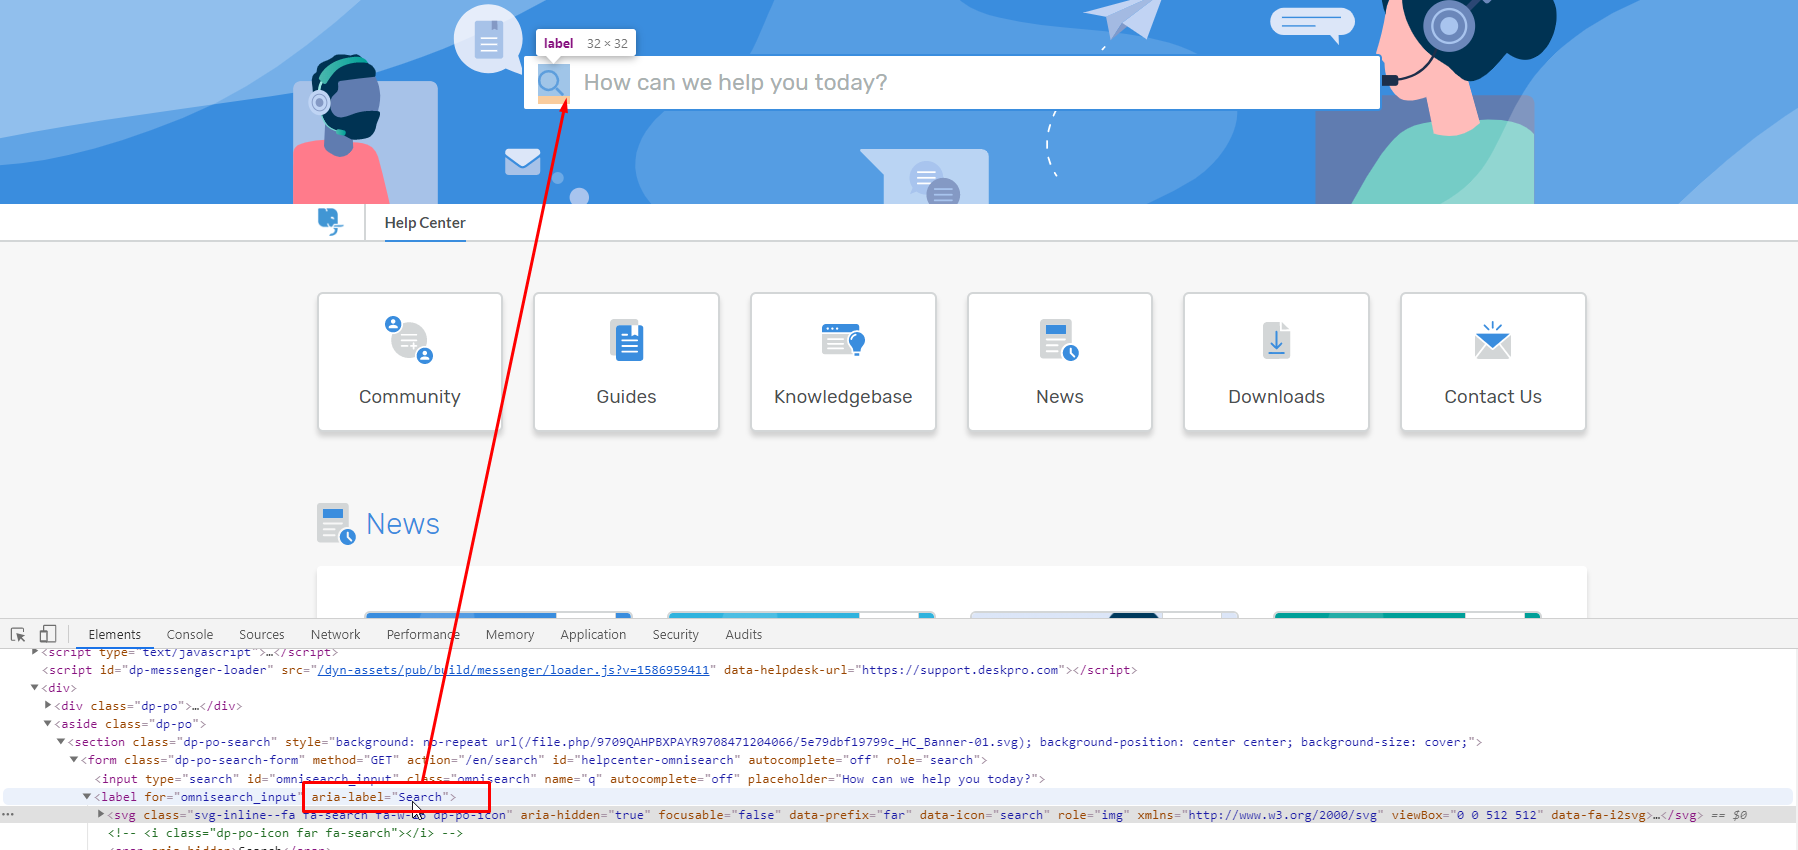 label 32 × 32
How can we help you today?
Help Center
Community
Guides
Knowledgebase
News
Downloads
Contact Us
News
Elements Console Sources Network Performance Memory Application Security Audits
<script type="text/javascript">…</script>
<script id="dp-messenger-loader" src="/dyn-assets/pub/build/messenger/loader.js?v=1586959411" data-helpdesk-url="https://support.deskpro.com"></script>
<div>
<div class="dp-po">…</div>
<aside class="dp-po">
<section class="dp-po-search" style="background: no-repeat url(/file.php/9709QAHPBXPAYR9708471204066/5e79dbf19799c_HC_Banner-01.svg); background-position: center center; background-size: cover;">
<form class="dp-po-search-form" method="GET" action="/en/search" id="helpcenter-omnisearch" autocomplete="off" role="search">
<input type="search" id="omnisearch_input" class="omnisearch" name="q" autocomplete="off" placeholder="How can we help you today?">
<label for="omnisearch_input" aria-label="Search">
<svg class="svg-inline--fa fa-search dp-po-icon" aria-hidden="true" focusable="false" data-prefix="far" data-icon="search" role="img" xmlns="http://www.w3.org/2000/svg" viewBox="0 0 512 512" data-fa-i2svg>…</svg> == $0
<!-- <i class="dp-po-icon far fa-search"></i> -->